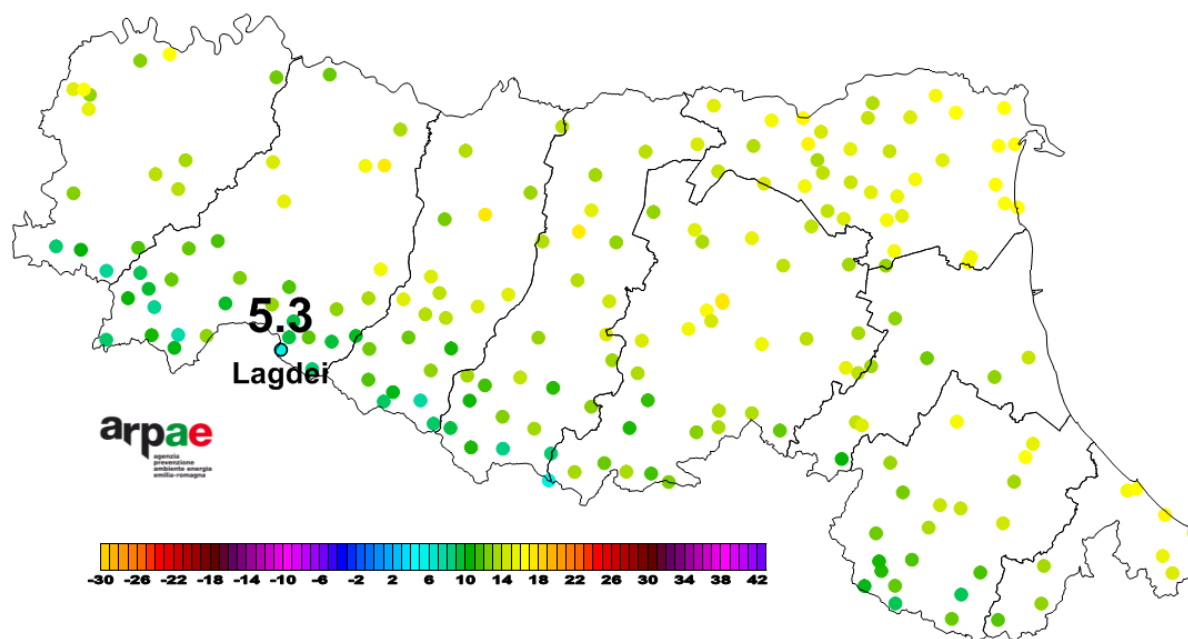 5.3
Lagdei
arpae
agenzia
prevenzione
ambiente energia
emilia-romagna
-30 -26 -22 -18 -14 -10 -6 -2 2 6 10 14 18 22 26 30 34 38 42